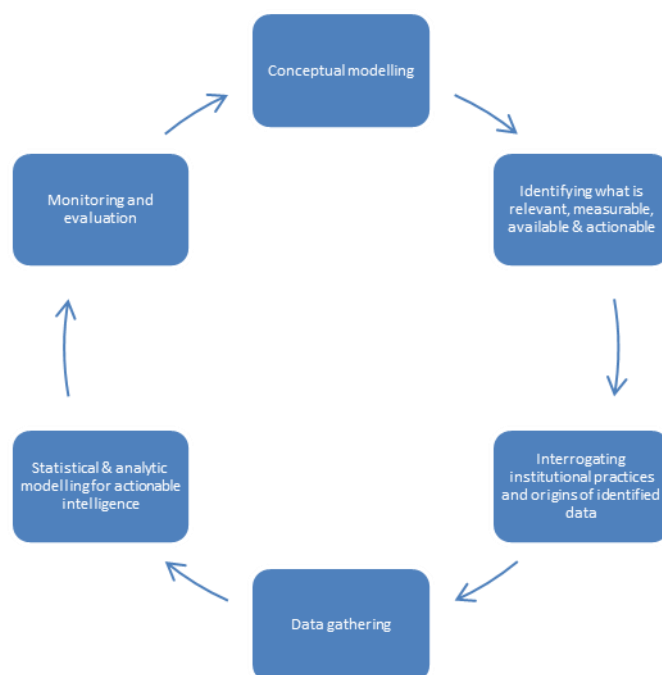 Conceptual modelling
Identifying what is
relevant, measurable,
available & actionable
Interrogating
institutional practices
and origins of identified
data
Data gathering
Statistical & analytic
modelling for actionable
intelligence
Monitoring and
evaluation